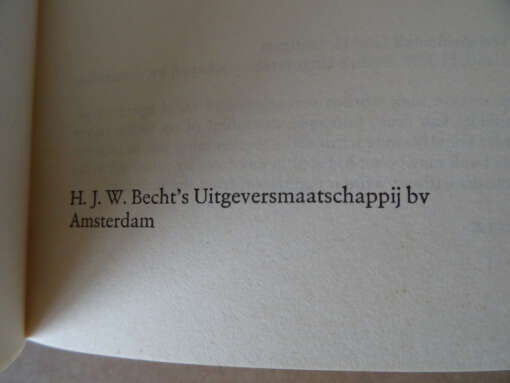 H. J. W. Becht's Uitgeversmaatschappij bv
Amsterdam